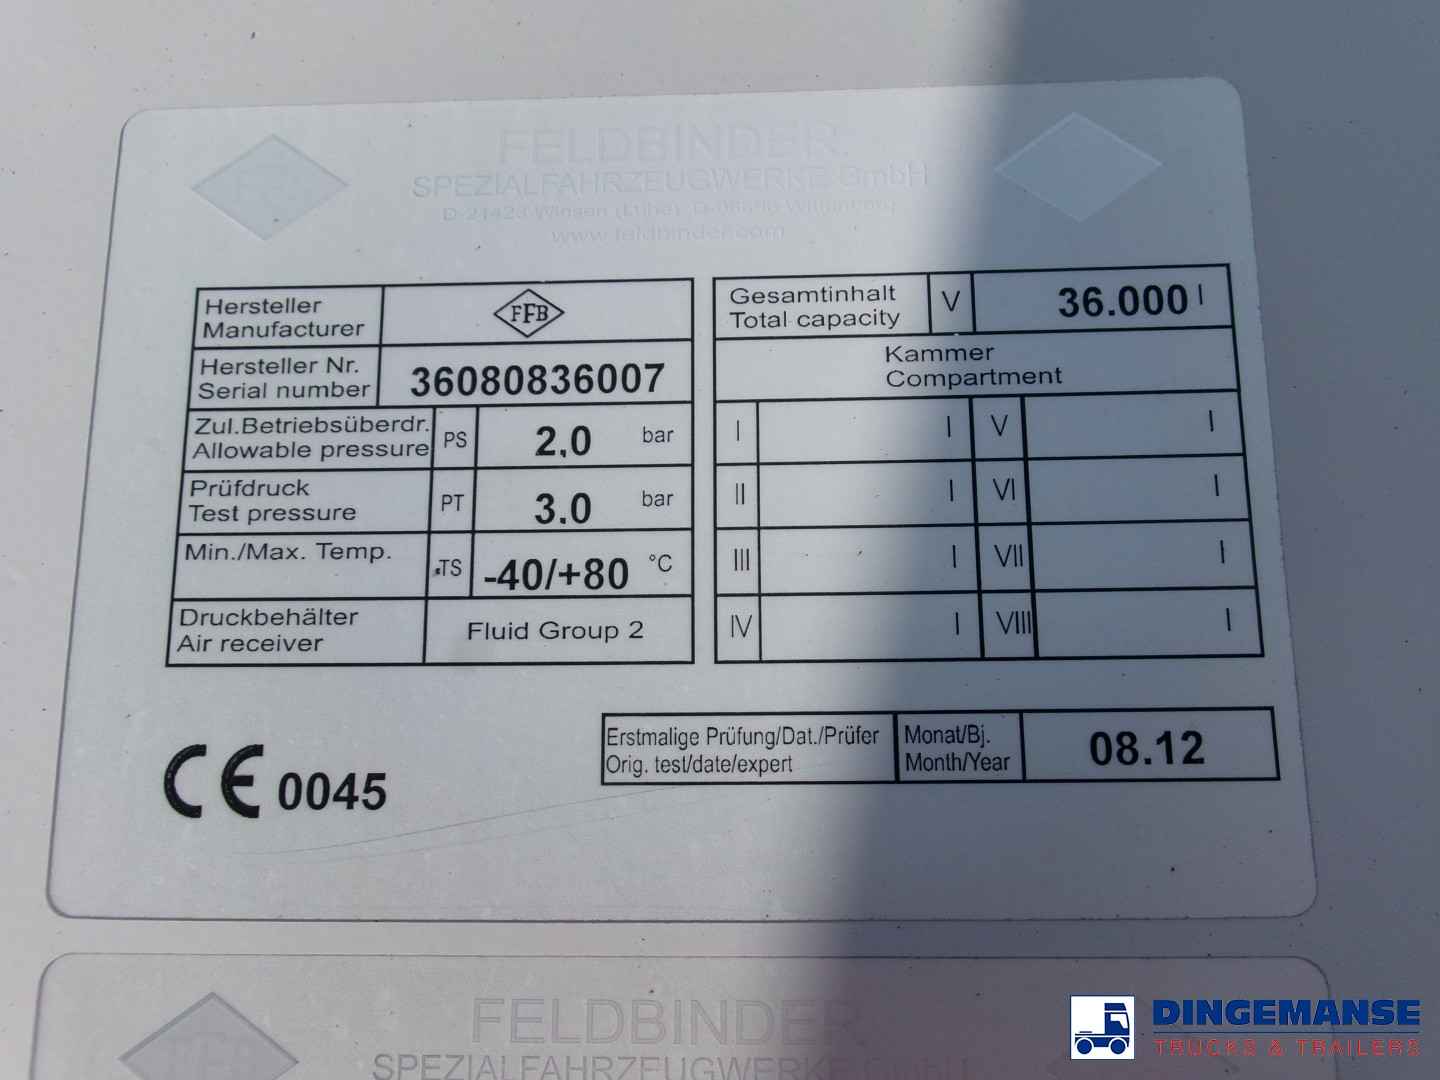 FELDBINDER
SPEZIALFAHRZEUGWERKE GmbH
www.feldbinder.com
Hersteller
Manufacturer
FFB
Hersteller Nr.
Serial number
36080836007
Zul.Betriebsüberdr.
Allowable pressure
PS
2,0 bar
Prüfdruck
Test pressure
PT
3,0 bar
Min./Max. Temp.
TS
-40/+80 °C
Druckbehälter
Air receiver
Fluid Group 2
Gesamtinhalt
Total capacity
V
36.000 l
Kammer
Compartment
I l V l
II l VI l
III l VII l
IV l VIII l
CE 0045
Erstmalige Prüfung/Dat./Prüfer
Orig. test/date/expert
Monat/Bj.
Month/Year
08.12
FELDBINDER
SPEZIALFAHRZEUGWERKE GmbH
DINGEMANSE
TRUCKS & TRAILERS